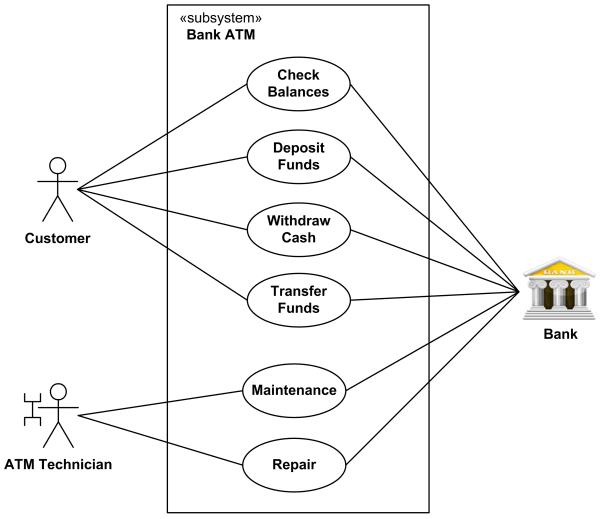 «subsystem»
Bank ATM
Check
Balances
Deposit
Funds
Customer
Withdraw
Cash
Transfer
Funds
BANK
Bank
Maintenance
ATM Technician
Repair